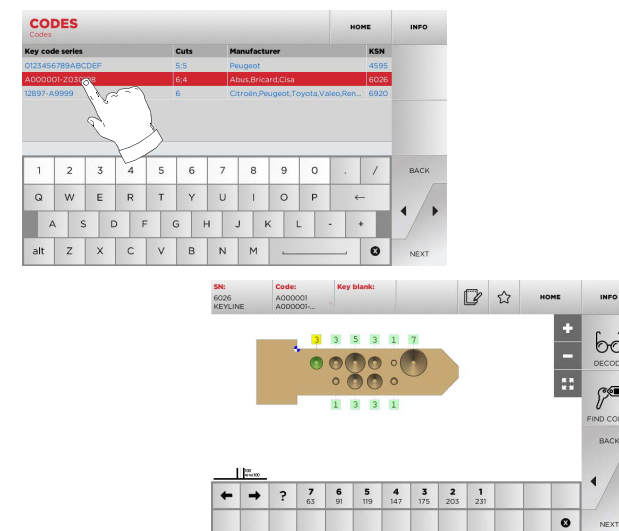 CODES
Codes
HOME
INFO
Key code series Cuts Manufacturer KSN
0123456789ABCDEF 5;5 Peugeot 4595
A000001-Z030798 6;4 Abus,Bricard,Cisa 6026
12897-A9999 6 Citroën,Peugeot,Toyota,Valeo,Ren... 6920
1 2 3 4 5 6 7 8 9 0 . /
BACK
Q W E R T Y U I O P ←
A S D F G H J K L - +
alt Z X C V B N M
NEXT
SN: Code: Key blank:
6026 A000001
KEYLINE A000001-...
HOME
INFO
3 3 5 3 1 7
DECOD
FIND COD
1 3 3 1
BACK
← → ? 7 6 5 4 3 2 1
63 91 119 147 175 203 231
NEXT